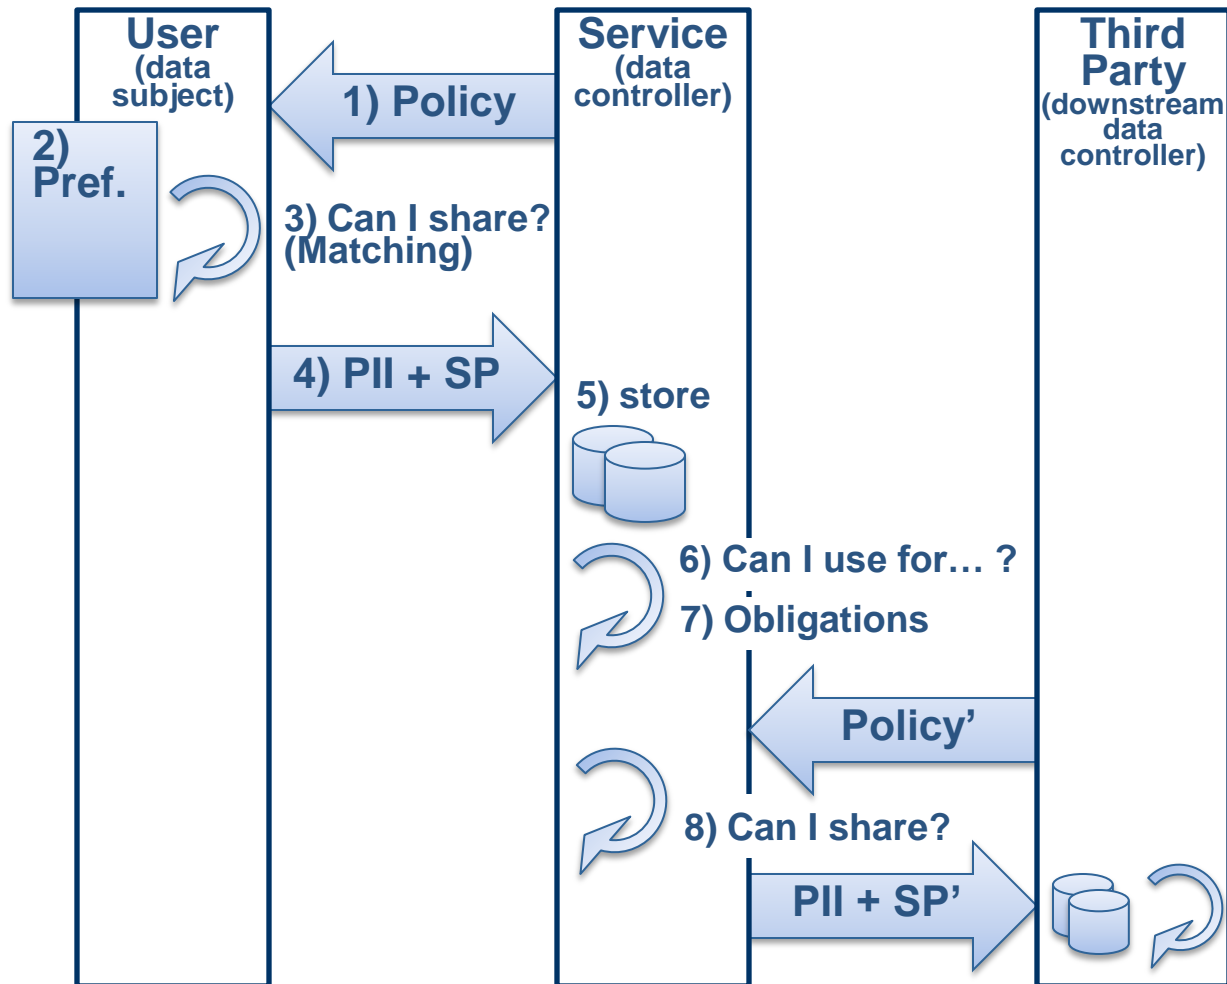 User
(data
subject)
Service
(data
controller)
Third
Party
(downstream
data
controller)
1) Policy
2)
Pref.
3) Can I share?
(Matching)
4) PII + SP
5) store
6) Can I use for… ?
7) Obligations
Policy’
8) Can I share?
PII + SP’